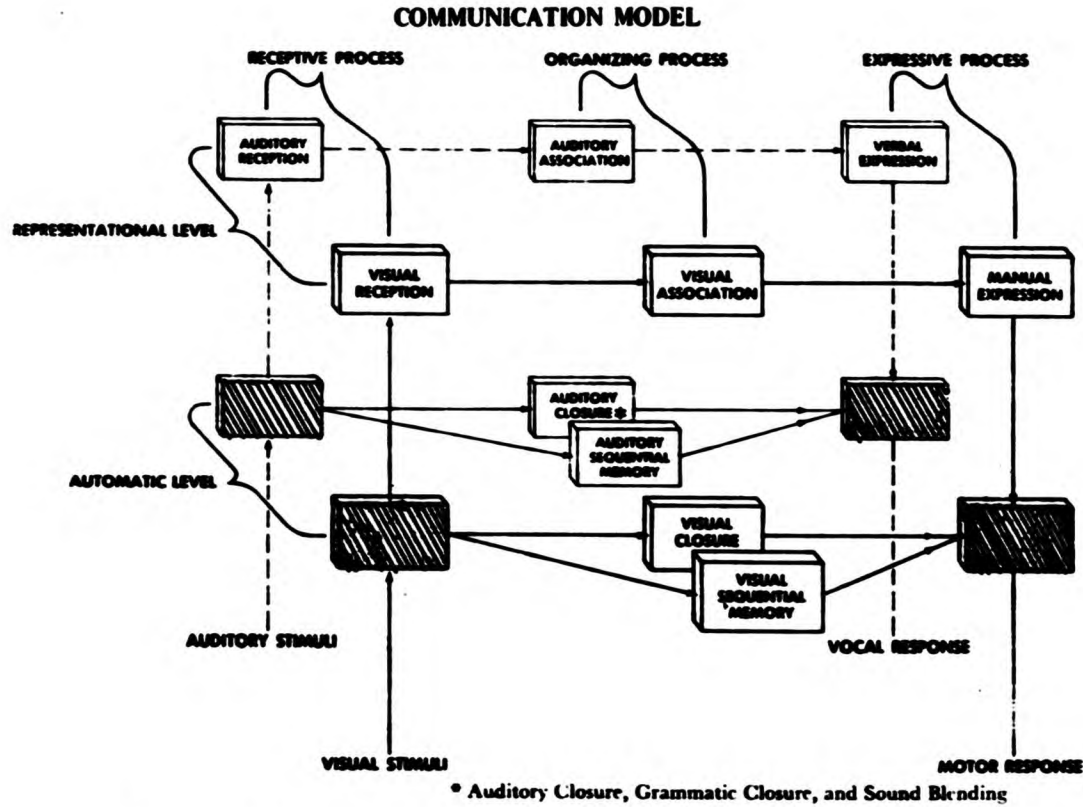 COMMUNICATION MODEL
RECEPTIVE PROCESS
ORGANIZING PROCESS
EXPRESSIVE PROCESS
AUDITORY
RECEPTION
AUDITORY
ASSOCIATION
VERBAL
EXPRESSION
REPRESENTATIONAL LEVEL
VISUAL
RECEPTION
VISUAL
ASSOCIATION
MANUAL
EXPRESSION
AUDITORY
CLOSURE *
AUDITORY
SEQUENTIAL
MEMORY
AUTOMATIC LEVEL
VISUAL
CLOSURE
VISUAL
SEQUENTIAL
MEMORY
AUDITORY STIMULI
VOCAL RESPONSE
VISUAL STIMULI
MOTOR RESPONSE
* Auditory Closure, Grammatic Closure, and Sound Blending